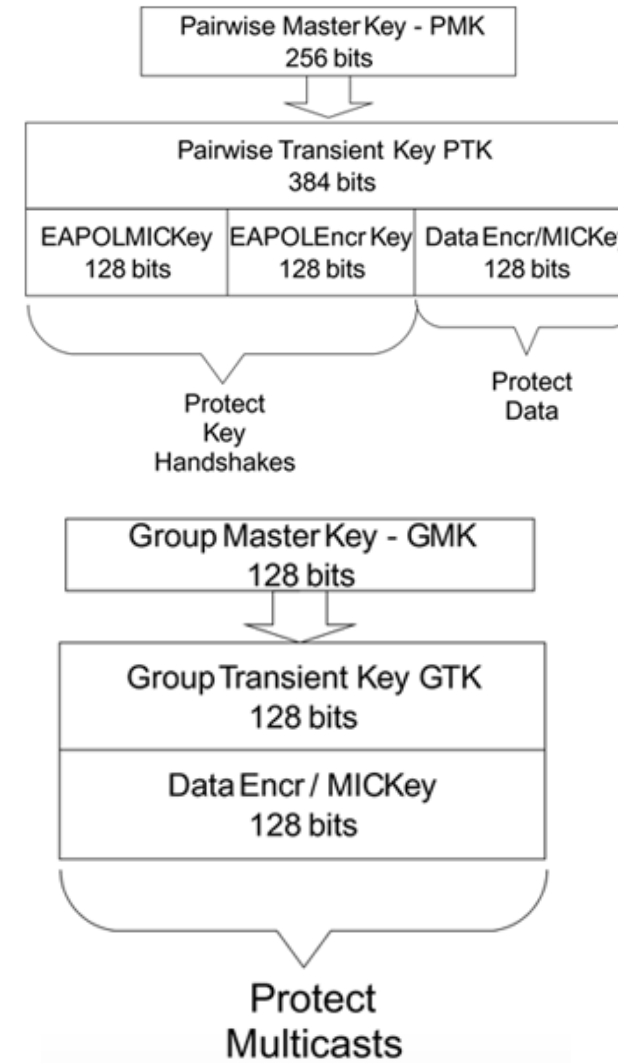 Pairwise Master Key - PMK
256 bits
Pairwise Transient Key PTK
384 bits
EAPOLMICKey
128 bits
EAPOLEncr Key
128 bits
Data Encr/MICKey
128 bits
Protect
Key
Handshakes
Protect
Data
Group Master Key - GMK
128 bits
Group Transient Key GTK
128 bits
Data Encr / MICKey
128 bits
Protect
Multicasts